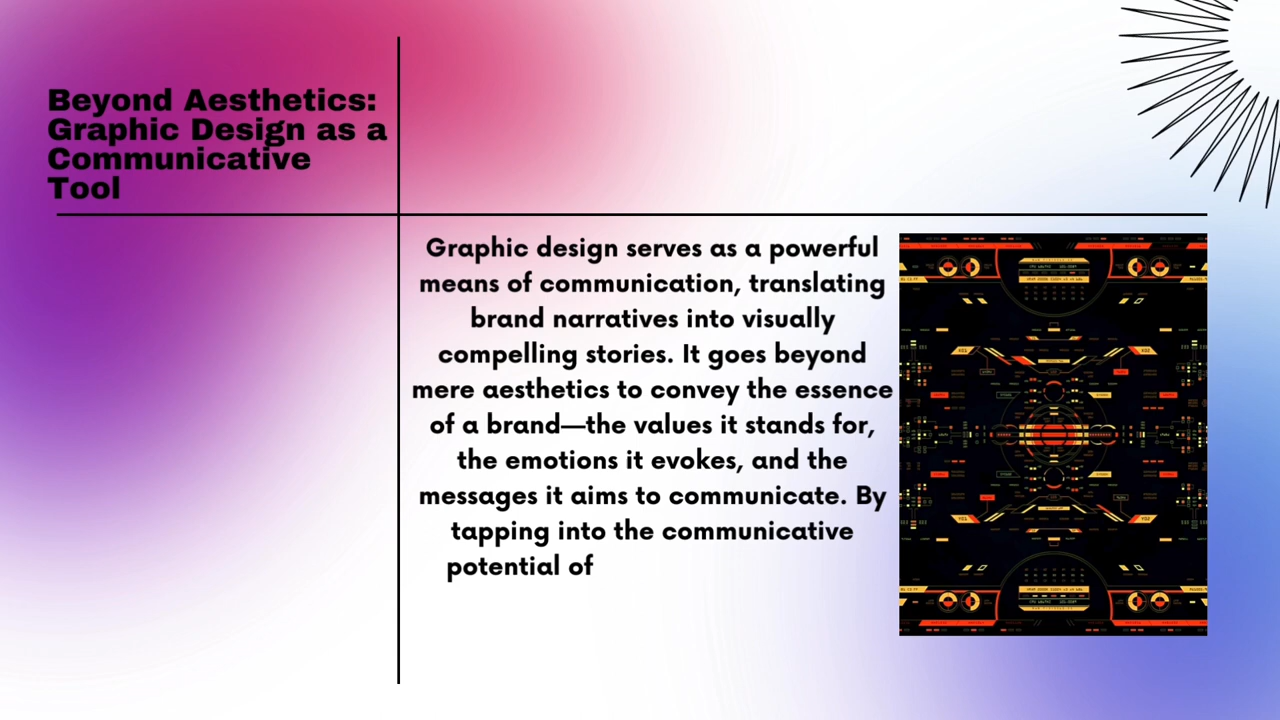 Beyond Aesthetics:
Graphic Design as a
Communicative
Tool
Graphic design serves as a powerful
means of communication, translating
brand narratives into visually
compelling stories. It goes beyond
mere aesthetics to convey the essence
of a brand—the values it stands for,
the emotions it evokes, and the
messages it aims to communicate. By
tapping into the communicative
potential of